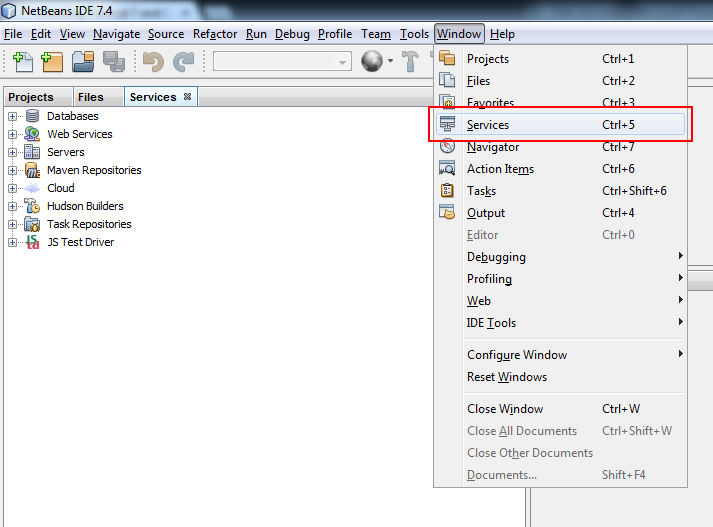 NetBeans IDE 7.4
File Edit View Navigate Source Refactor Run Debug Profile Team Tools Window Help
Projects Files Services
Databases
Web Services
Servers
Maven Repositories
Cloud
Hudson Builders
Task Repositories
JS Test Driver
Projects Ctrl+1
Files Ctrl+2
Favorites Ctrl+3
Services Ctrl+5
Navigator Ctrl+7
Action Items Ctrl+6
Tasks Ctrl+Shift+6
Output Ctrl+4
Editor Ctrl+0
Debugging
Profiling
Web
IDE Tools
Configure Window
Reset Windows
Close Window Ctrl+W
Close All Documents Ctrl+Shift+W
Close Other Documents
Documents... Shift+F4